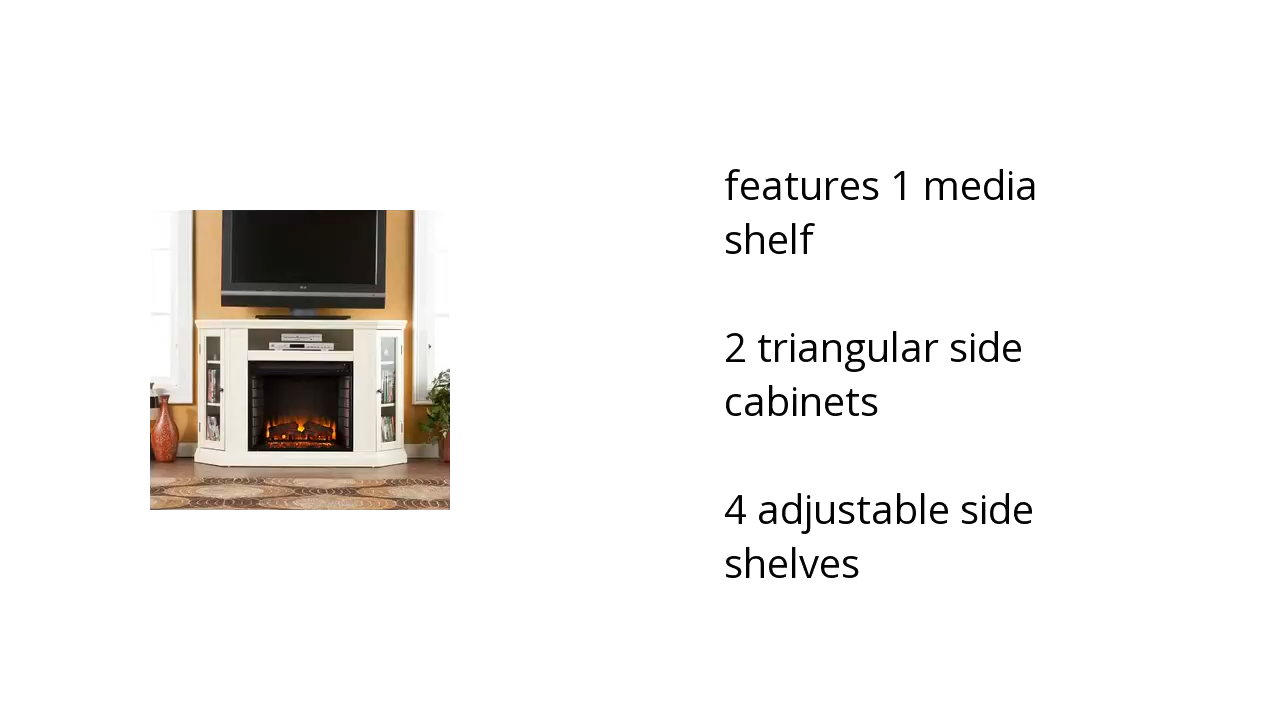 features 1 media
shelf
2 triangular side
cabinets
4 adjustable side
shelves